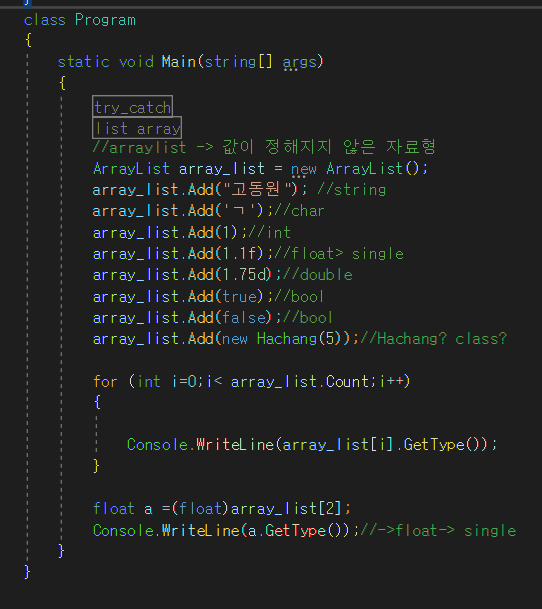 }
class Program
{
static void Main(string[] args)
{
try_catch
list array
//arraylist -> 값이 정해지지 않은 자료형
ArrayList array_list = new ArrayList();
array_list.Add("고동원"); //string
array_list.Add('ㄱ');//char
array_list.Add(1);//int
array_list.Add(1.1f);//float> single
array_list.Add(1.75d);//double
array_list.Add(true);//bool
array_list.Add(false);//bool
array_list.Add(new Hachang(5));//Hachang? class?
for (int i=0;i< array_list.Count;i++)
{
Console.WriteLine(array_list[i].GetType());
}
float a =(float)array_list[2];
Console.WriteLine(a.GetType());//->float-> single
}
}